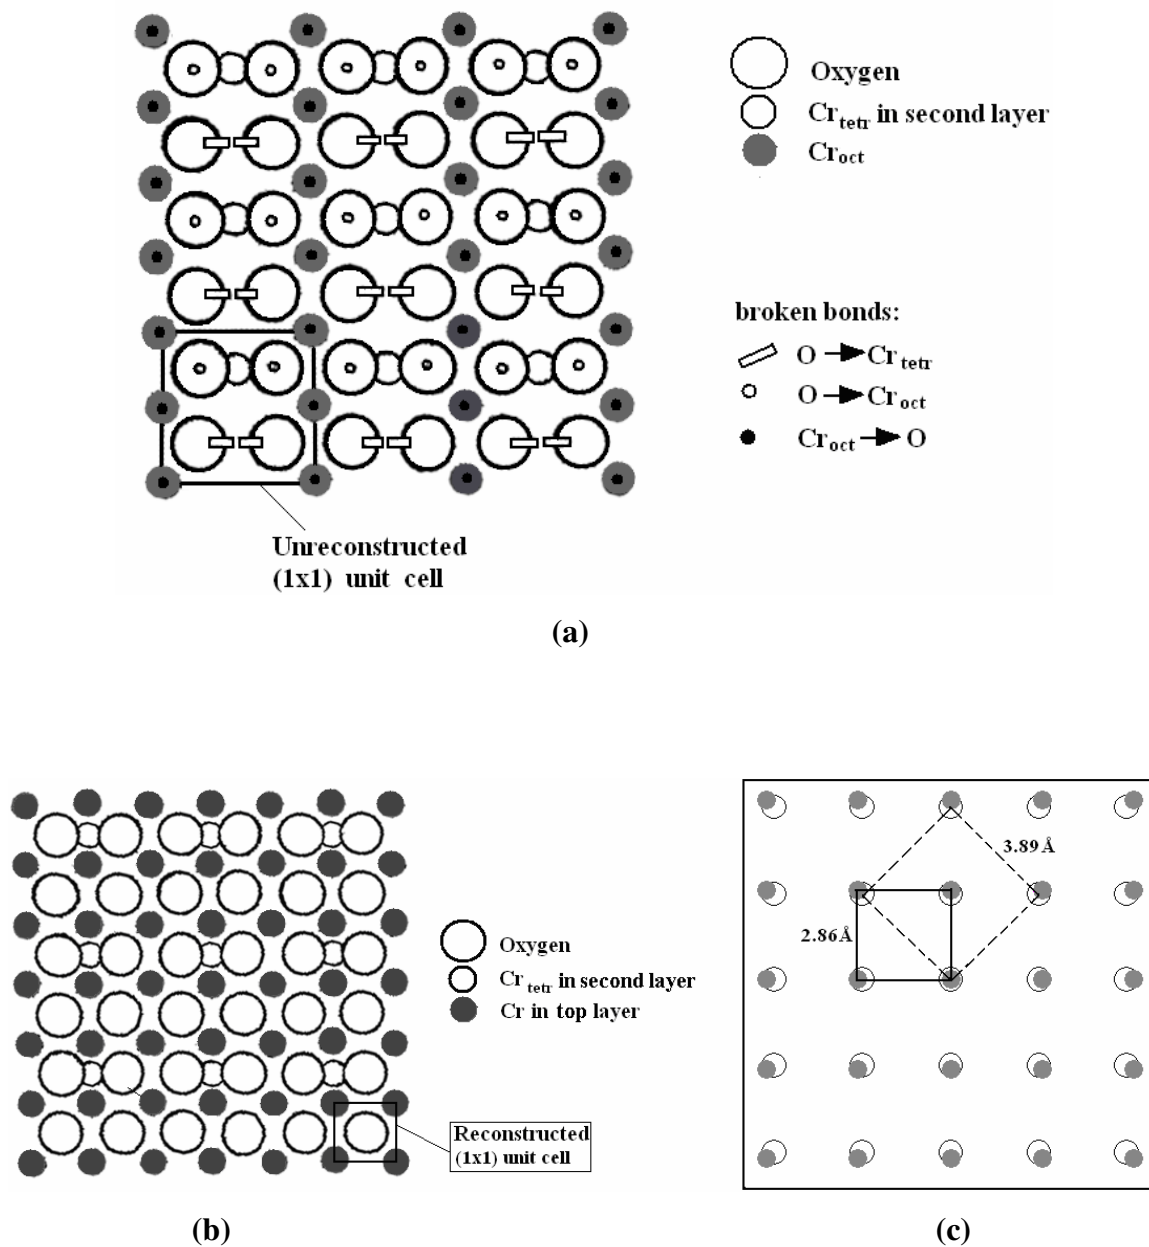 Oxygen
Cr tetr in second layer
Cr oct
broken bonds:
O → Cr tetr
O → Cr oct
Cr oct → O
Unreconstructed
(1x1) unit cell
(a)
Oxygen
Cr tetr in second layer
Cr in top layer
Reconstructed
(1x1) unit cell
(b)
3.89Å
2.86Å
(c)